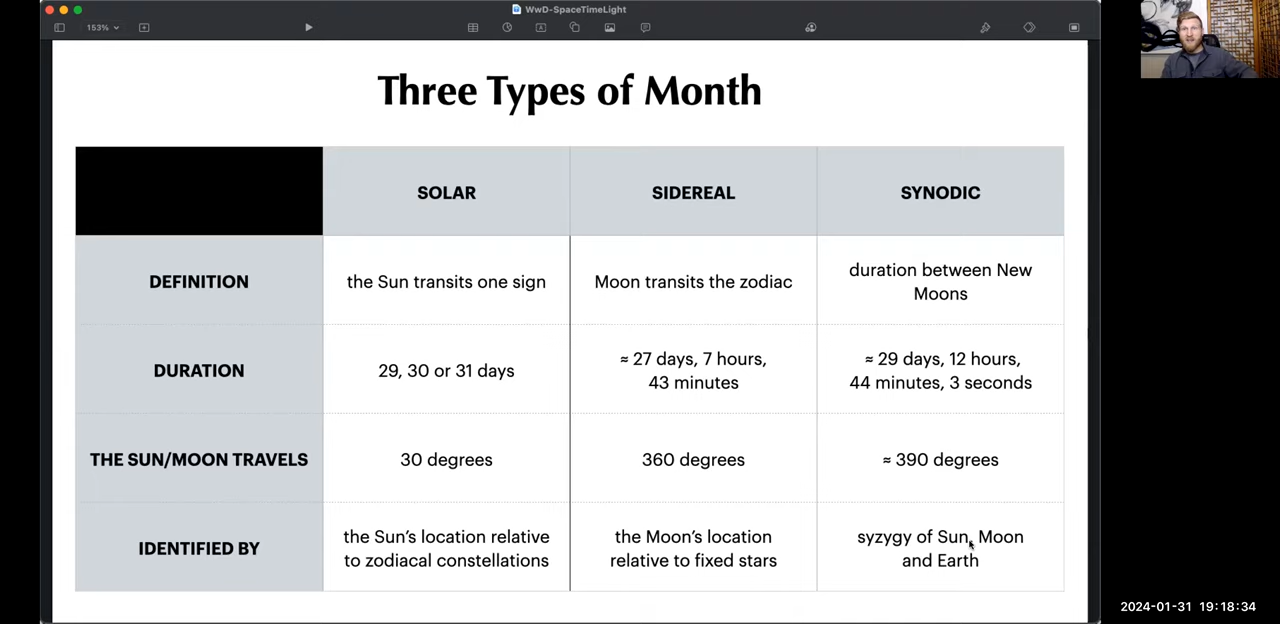 WwD-SpaceTimeLight
153%
Three Types of Month
SOLAR
SIDEREAL
SYNODIC
DEFINITION
the Sun transits one sign
Moon transits the zodiac
duration between New
Moons
DURATION
29, 30 or 31 days
≈ 27 days, 7 hours,
43 minutes
≈ 29 days, 12 hours,
44 minutes, 3 seconds
THE SUN/MOON TRAVELS
30 degrees
360 degrees
≈ 390 degrees
IDENTIFIED BY
the Sun’s location relative
to zodiacal constellations
the Moon’s location
relative to fixed stars
syzygy of Sun, Moon
and Earth
2024-01-31 19:18:34